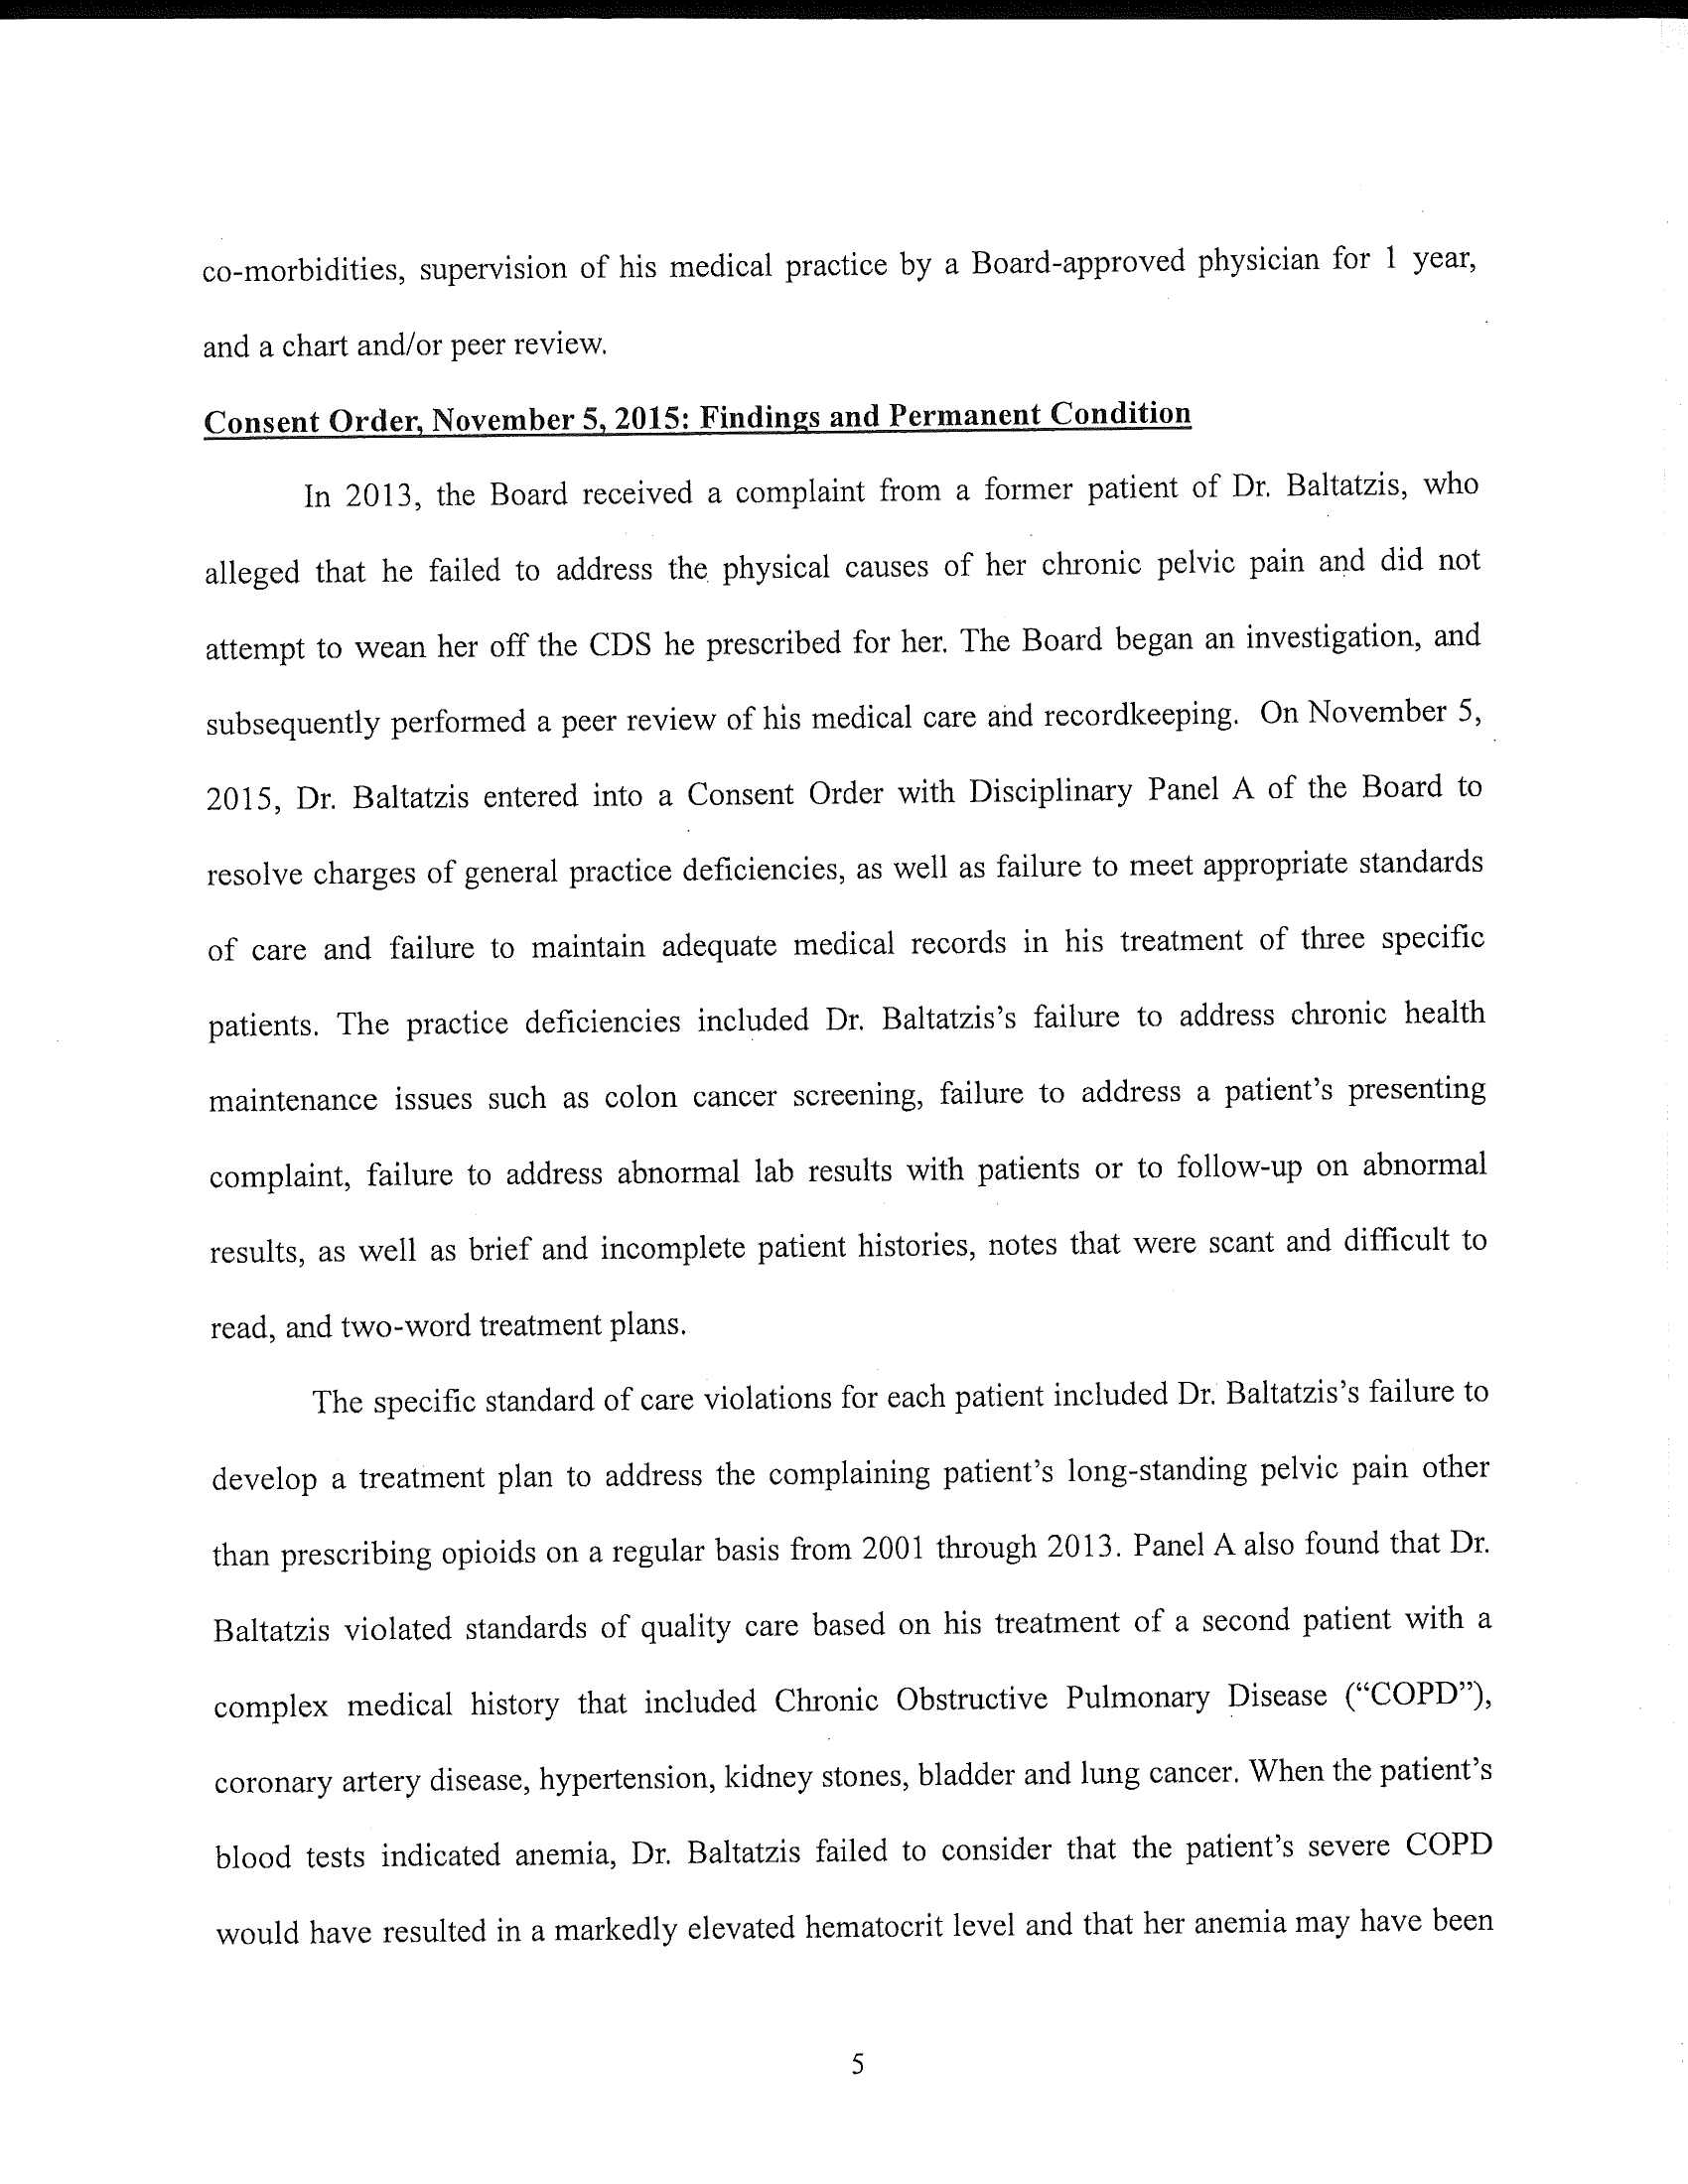 co-morbidities, supervision of his medical practice by a Board-approved physician for 1 year,
and a chart and/or peer review.
Consent Order, November 5, 2015: Findings and Permanent Condition
In 2013, the Board received a complaint from a former patient of Dr. Baltatzis, who
alleged that he failed to address the physical causes of her chronic pelvic pain and did not
attempt to wean her off the CDS he prescribed for her. The Board began an investigation, and
subsequently performed a peer review of his medical care and recordkeeping. On November 5,
2015, Dr. Baltatzis entered into a Consent Order with Disciplinary Panel A of the Board to
resolve charges of general practice deficiencies, as well as failure to meet appropriate standards
of care and failure to maintain adequate medical records in his treatment of three specific
patients. The practice deficiencies included Dr. Baltatzis's failure to address chronic health
maintenance issues such as colon cancer screening, failure to address a patient's presenting
complaint, failure to address abnormal lab results with patients or to follow-up on abnormal
results, as well as brief and incomplete patient histories, notes that were scant and difficult to
read, and two-word treatment plans.
The specific standard of care violations for each patient included Dr. Baltatzis's failure to
develop a treatment plan to address the complaining patient's long-standing pelvic pain other
than prescribing opioids on a regular basis from 2001 through 2013. Panel A also found that Dr.
Baltatzis violated standards of quality care based on his treatment of a second patient with a
complex medical history that included Chronic Obstructive Pulmonary Disease ("COPD"),
coronary artery disease, hypertension, kidney stones, bladder and lung cancer. When the patient's
blood tests indicated anemia, Dr. Baltatzis failed to consider that the patient's severe COPD
would have resulted in a markedly elevated hematocrit level and that her anemia may have been
5